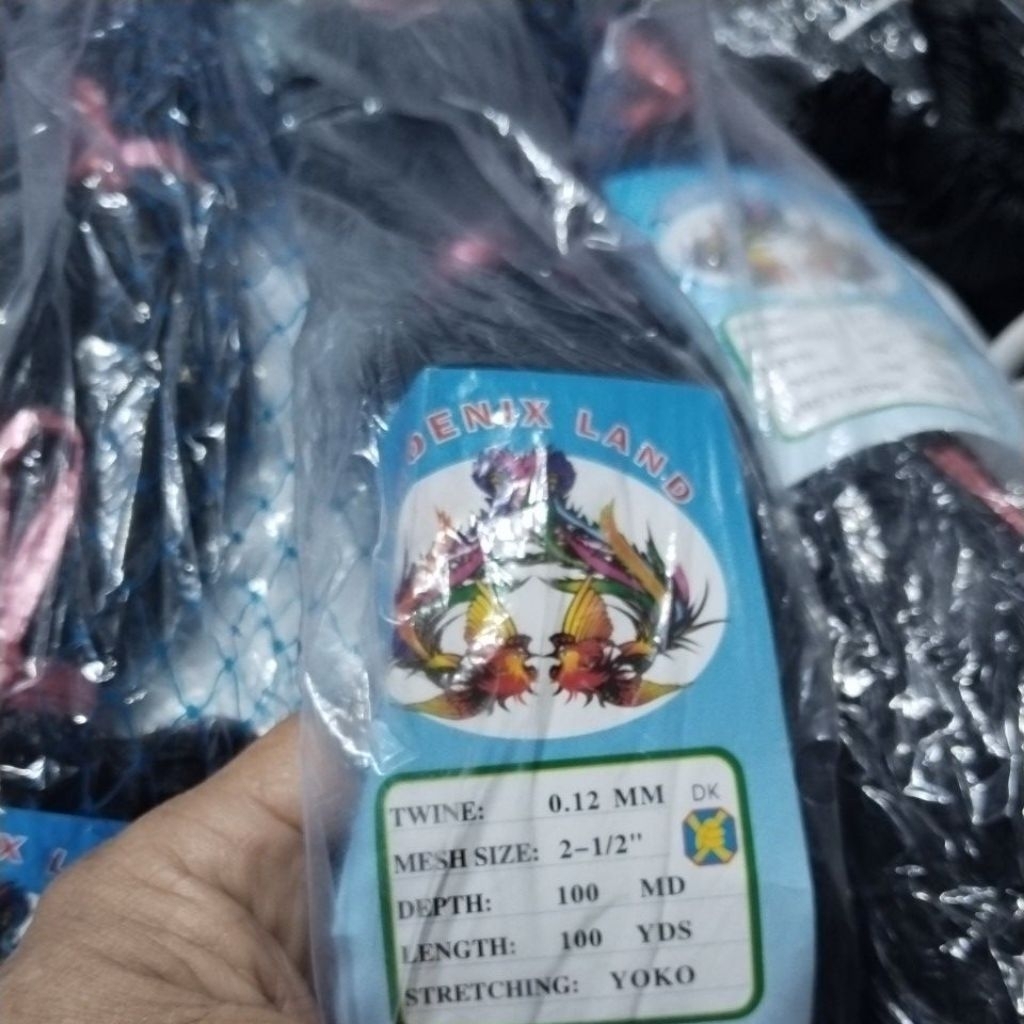 OENIX LAND
TWINE: 0.12 MM DK
MESH SIZE: 2-1/2"
DEPTH: 100 MD
LENGTH: 100 YDS
STRETCHING: YOKO
X L